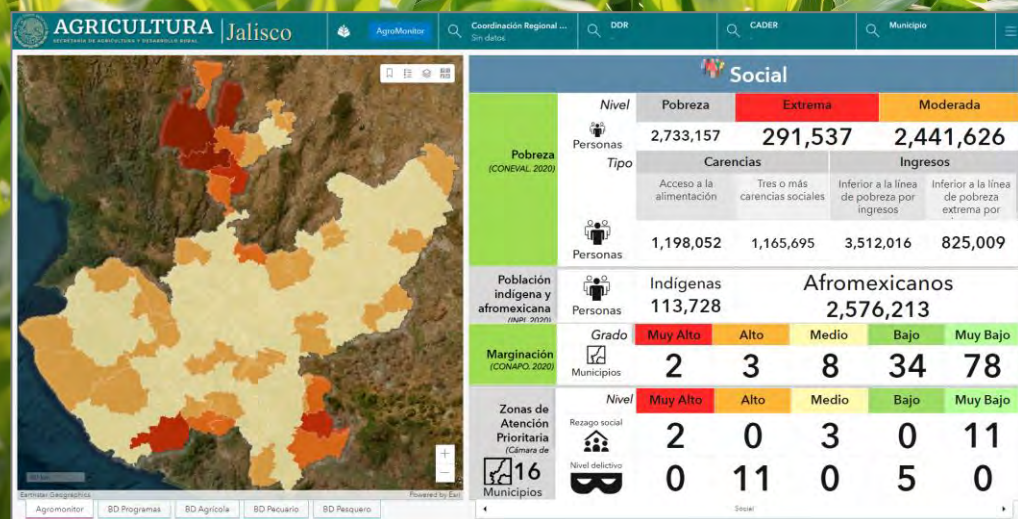 AGRICULTURA Jalisco
SECRETARÍA DE AGRICULTURA Y DESARROLLO RURAL
AgroMonitor
Coordinación Regional ...
Sin datos
DDR
CADER
Municipio
Social
Pobreza
(CONEVAL. 2020)
Nivel Pobreza Extrema Moderada
Personas 2,733,157 291,537 2,441,626
Tipo Carencias Ingresos
Acceso a la alimentación
Tres o más carencias sociales
Inferior a la línea de pobreza por ingresos
Inferior a la línea de pobreza extrema por
Personas 1,198,052 1,165,695 3,512,016 825,009
Población indígena y afromexicana
(INPI. 2020)
Personas
Indígenas
113,728
Afromexicanos
2,576,213
Marginación
(CONAPO. 2020)
Grado Muy Alto Alto Medio Bajo Muy Bajo
Municipios 2 3 8 34 78
Zonas de Atención Prioritaria
(Cámara de
16
Municipios
Nivel Muy Alto Alto Medio Bajo Muy Bajo
Rezago social 2 0 3 0 11
Nivel delictivo 0 11 0 5 0
Social
+
−
Earthstar Geographics
Powered by Esri
Agromonitor BD Programas BD Agrícola BD Pecuario BD Pesquero